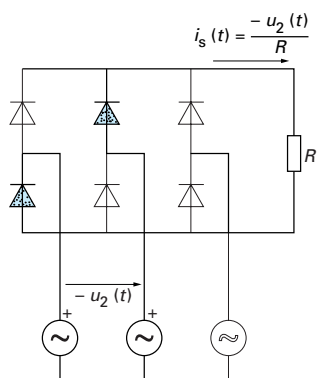 i_s (t) = −u_2 (t) / R
R
−u_2 (t)
+ +
~ ~ ~